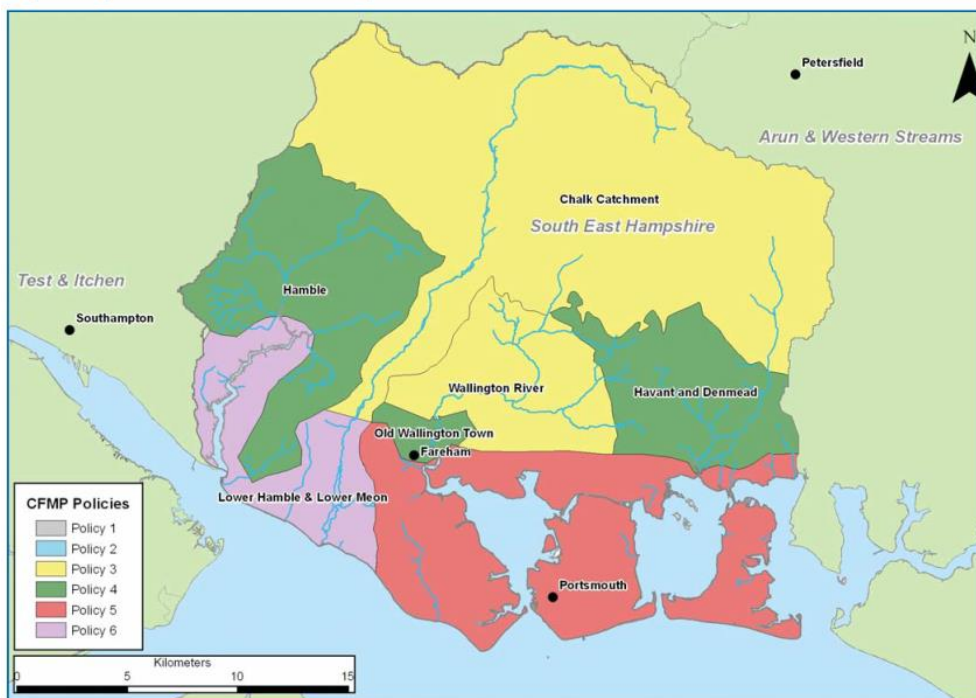 N
Petersfield
Arun & Western Streams
Chalk Catchment
South East Hampshire
Test & Itchen
Hamble
Southampton
Wallington River
Havant and Denmead
Old Wallington Town
Fareham
Lower Hamble & Lower Meon
Portsmouth
CFMP Policies
Policy 1
Policy 2
Policy 3
Policy 4
Policy 5
Policy 6
Kilometers
0 5 10 15